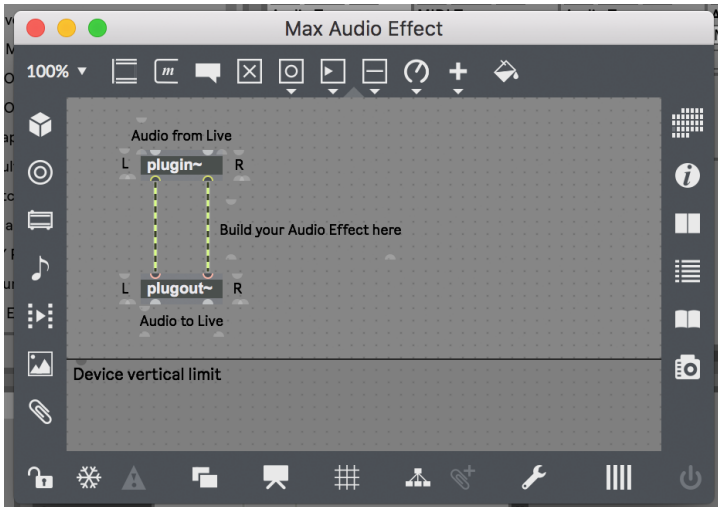 Max Audio Effect
100%
m
Audio from Live
L plugin~ R
Build your Audio Effect here
L plugout~ R
Audio to Live
Device vertical limit